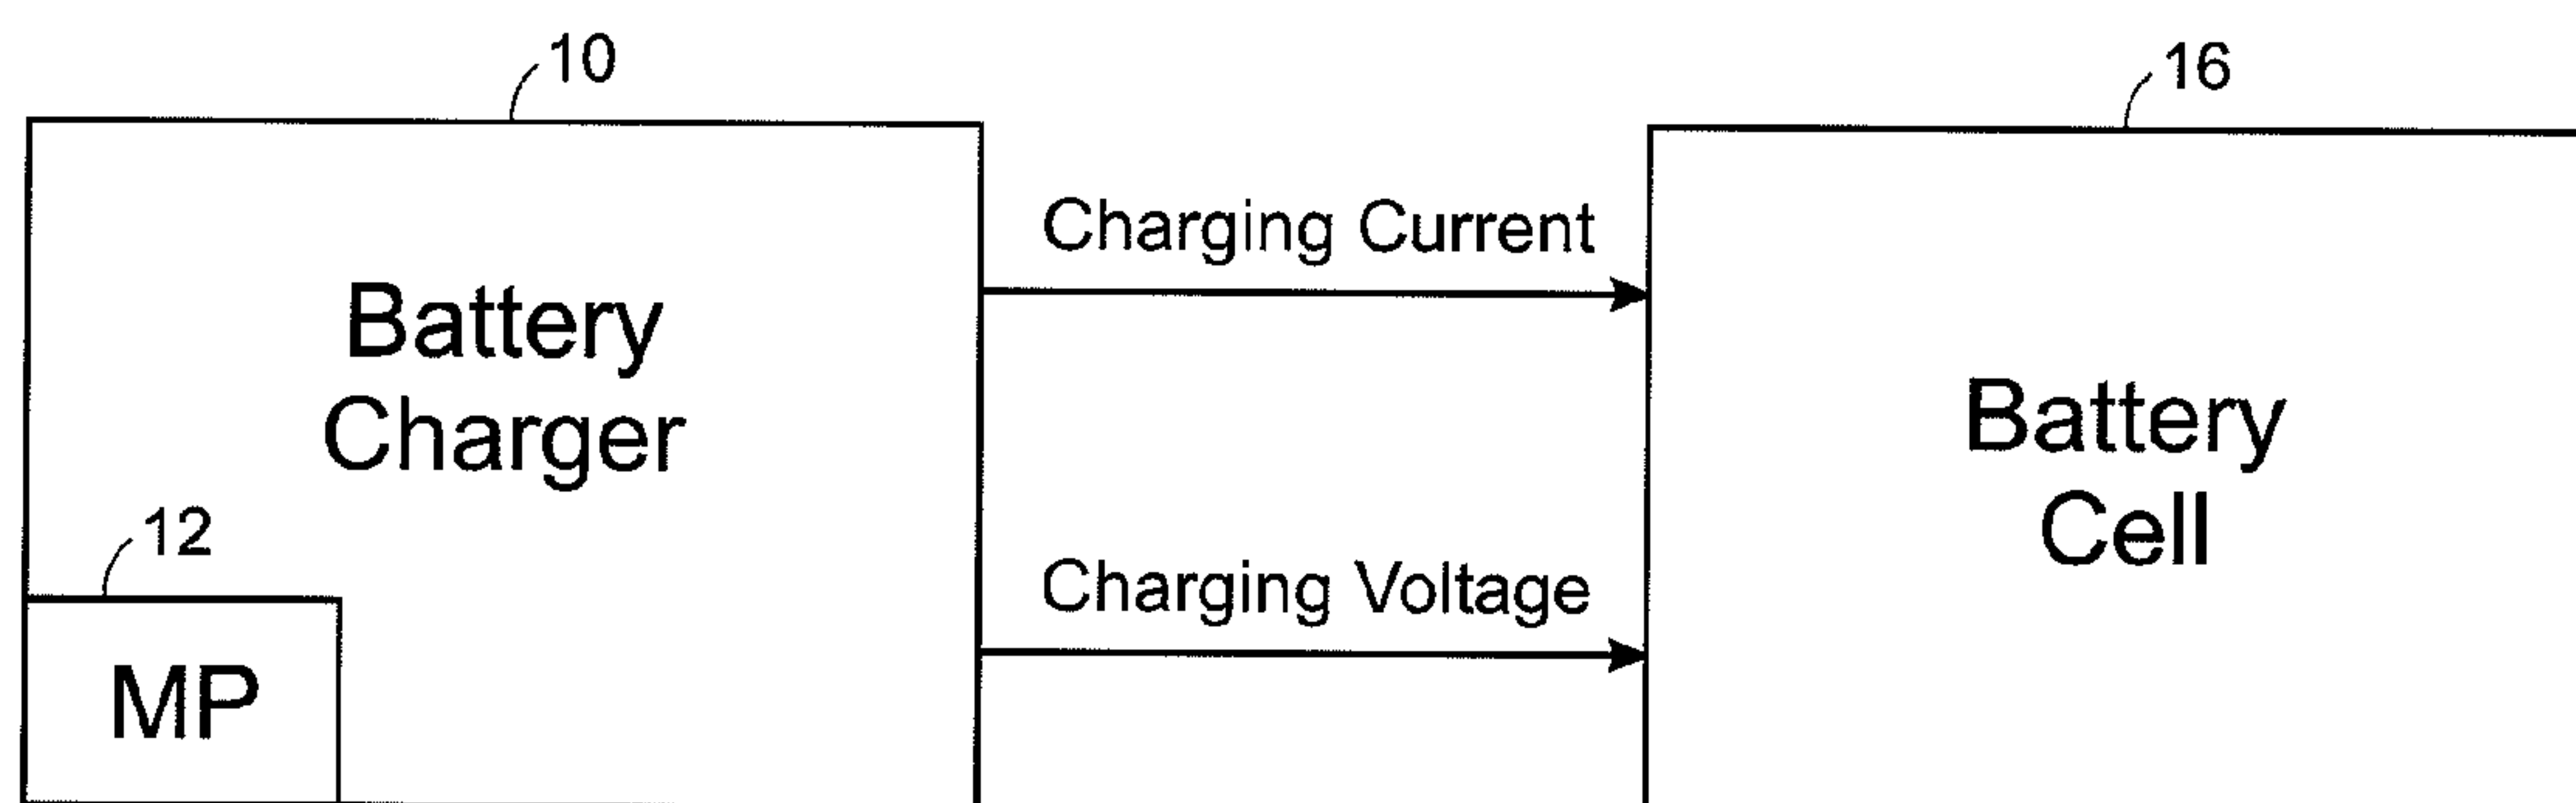 10
16
Charging Current
Battery
Charger
Battery
Cell
12
Charging Voltage
MP